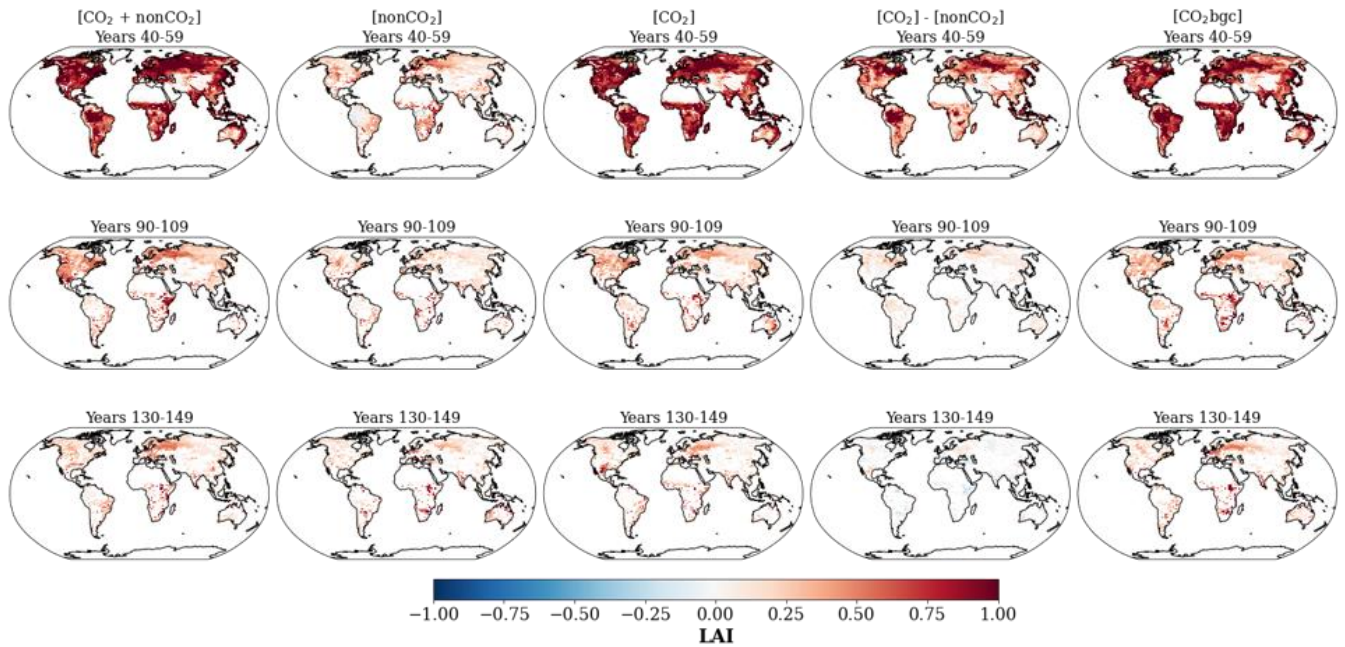 [CO₂ + nonCO₂] [nonCO₂] [CO₂] [CO₂] - [nonCO₂] [CO₂bgc]
Years 40-59 Years 40-59 Years 40-59 Years 40-59 Years 40-59
Years 90-109 Years 90-109 Years 90-109 Years 90-109 Years 90-109
Years 130-149 Years 130-149 Years 130-149 Years 130-149 Years 130-149
−1.00 −0.75 −0.50 −0.25 0.00 0.25 0.50 0.75 1.00
LAI